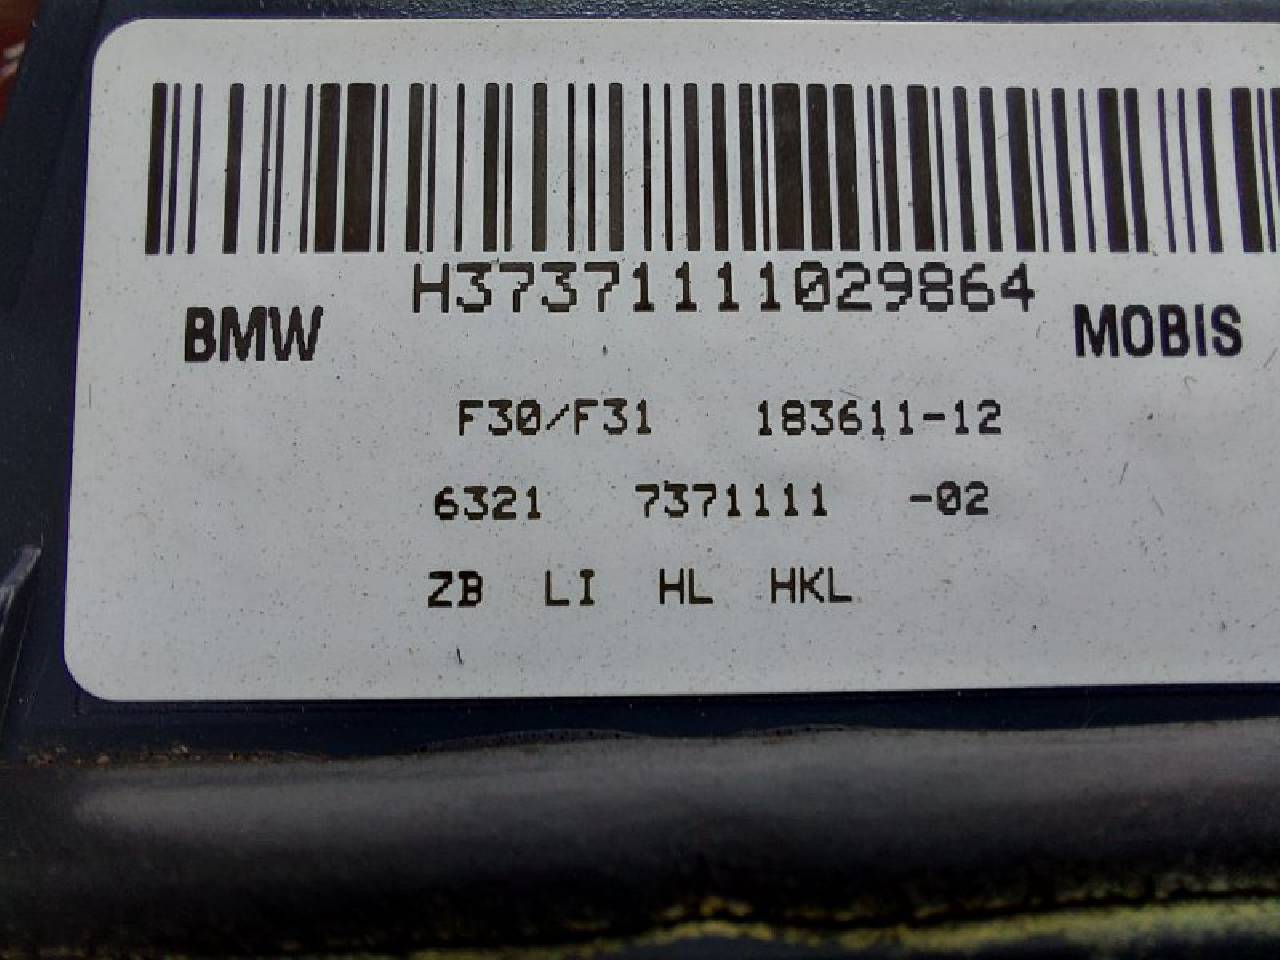 H37371111029864
BMW MOBIS
F30/F31 183611-12
6321 7371111 -02
ZB LI HL HKL